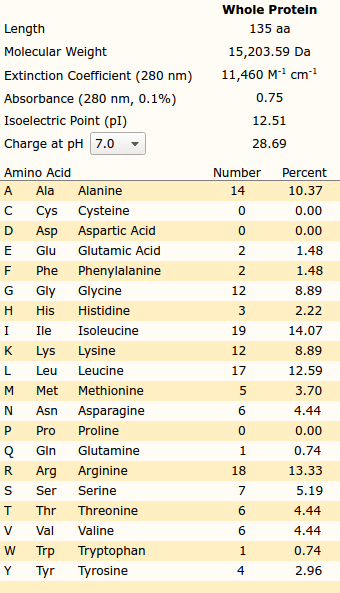 Whole Protein
Length 135 aa
Molecular Weight 15,203.59 Da
Extinction Coefficient (280 nm) 11,460 M⁻¹ cm⁻¹
Absorbance (280 nm, 0.1%) 0.75
Isoelectric Point (pI) 12.51
Charge at pH 7.0 28.69
Amino Acid Number Percent
A Ala Alanine 14 10.37
C Cys Cysteine 0 0.00
D Asp Aspartic Acid 0 0.00
E Glu Glutamic Acid 2 1.48
F Phe Phenylalanine 2 1.48
G Gly Glycine 12 8.89
H His Histidine 3 2.22
I Ile Isoleucine 19 14.07
K Lys Lysine 12 8.89
L Leu Leucine 17 12.59
M Met Methionine 5 3.70
N Asn Asparagine 6 4.44
P Pro Proline 0 0.00
Q Gln Glutamine 1 0.74
R Arg Arginine 18 13.33
S Ser Serine 7 5.19
T Thr Threonine 6 4.44
V Val Valine 6 4.44
W Trp Tryptophan 1 0.74
Y Tyr Tyrosine 4 2.96